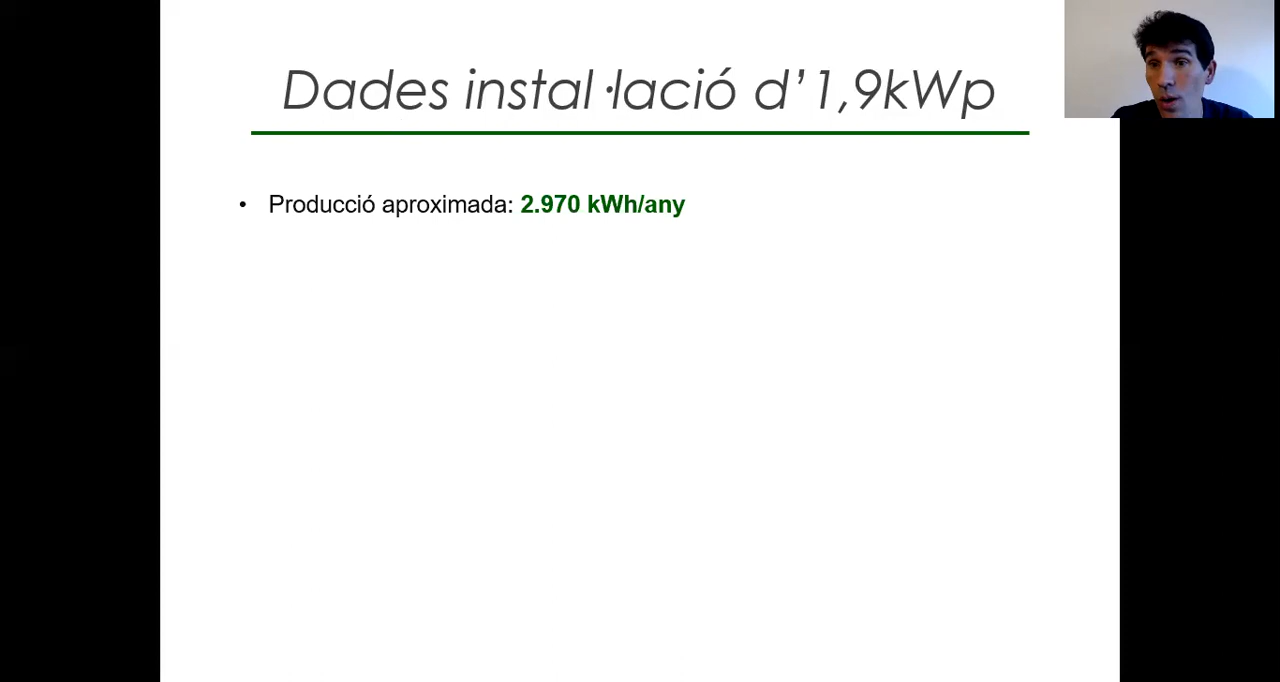 Dades instal·lació d’1,9kWp
• Producció aproximada: 2.970 kWh/any